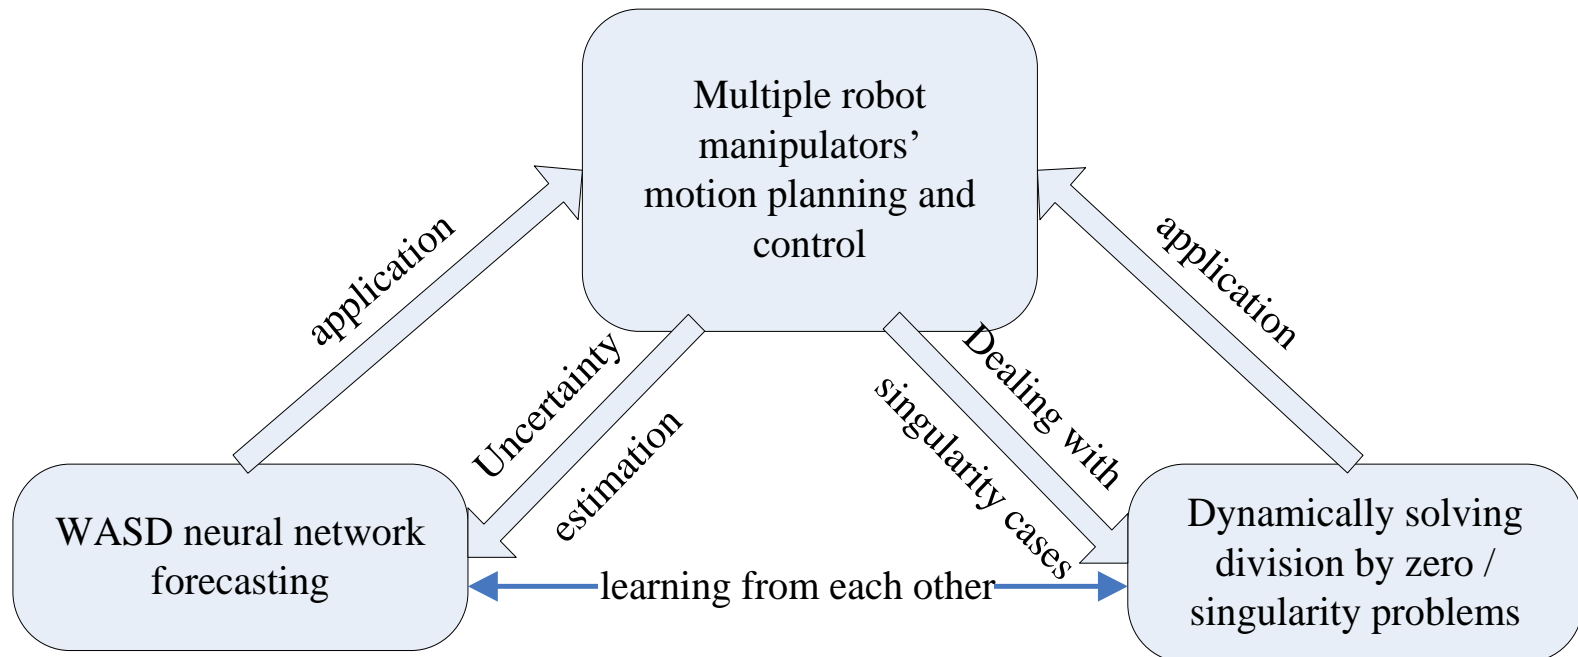 Multiple robot
manipulators’
motion planning and
control
application
application
Uncertainty
estimation
Dealing with
singularity cases
WASD neural network
forecasting
learning from each other
Dynamically solving
division by zero /
singularity problems